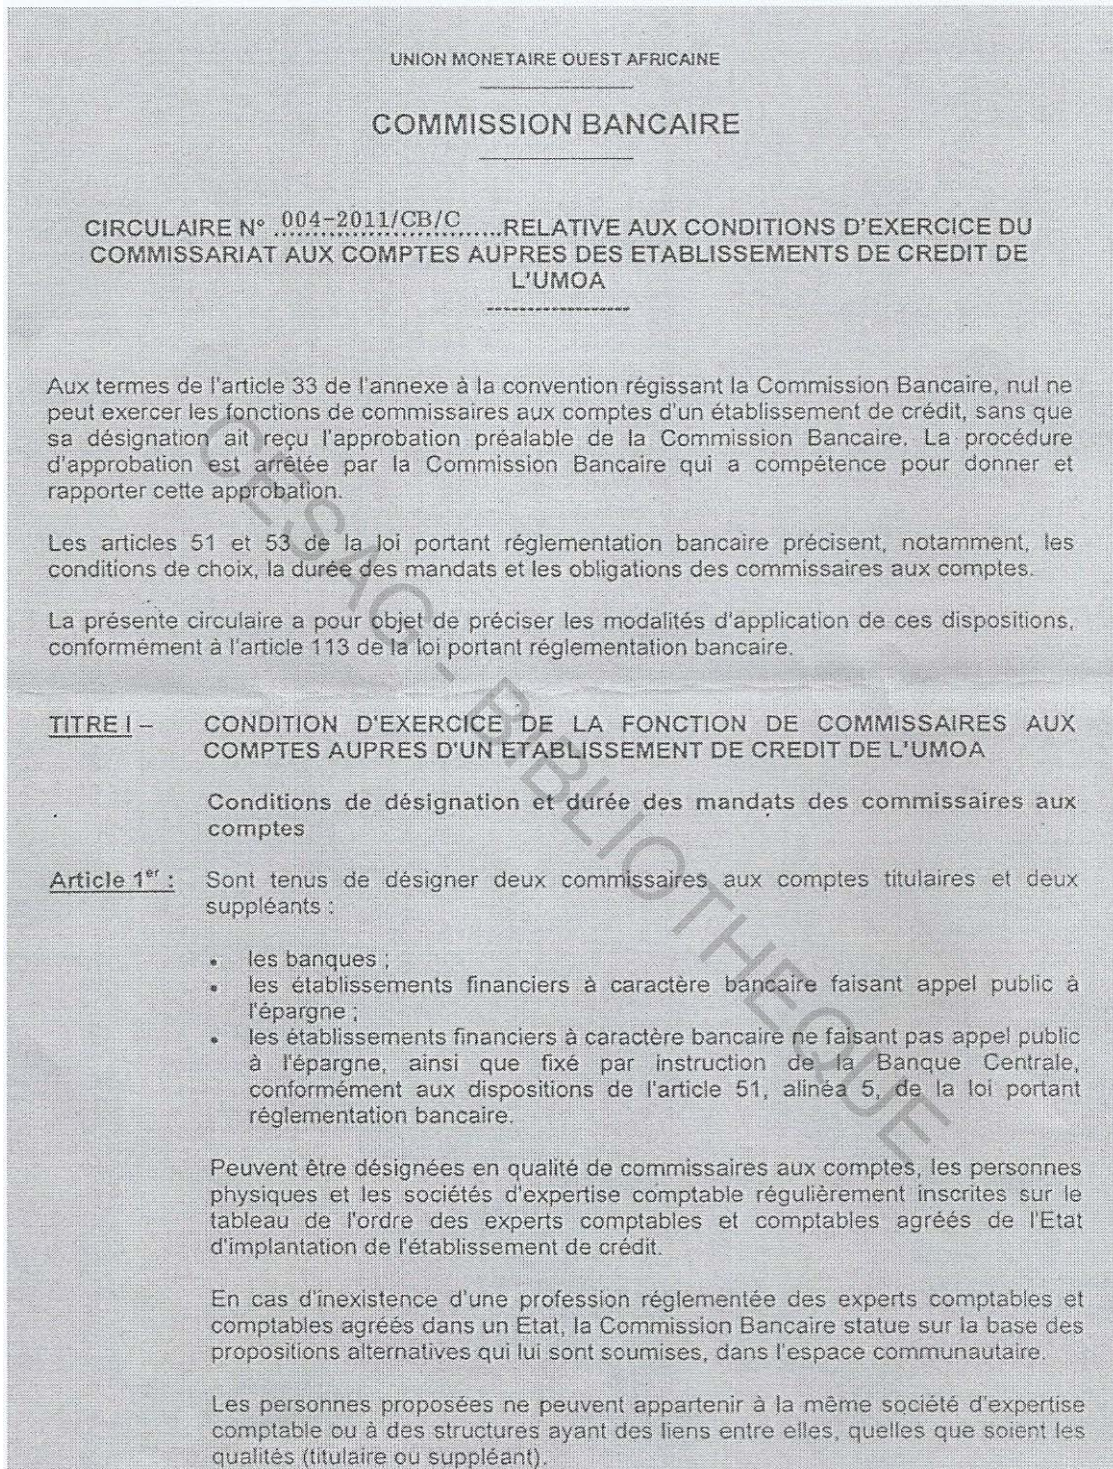 UNION MONETAIRE OUEST AFRICAINE
COMMISSION BANCAIRE
CIRCULAIRE N° 004-2011/CB/C......RELATIVE AUX CONDITIONS D'EXERCICE DU
COMMISSARIAT AUX COMPTES AUPRES DES ETABLISSEMENTS DE CREDIT DE
L'UMOA
Aux termes de l'article 33 de l'annexe à la convention régissant la Commission Bancaire, nul ne
peut exercer les fonctions de commissaires aux comptes d'un établissement de crédit, sans que
sa désignation ait reçu l'approbation préalable de la Commission Bancaire. La procédure
d'approbation est arrêtée par la Commission Bancaire qui a compétence pour donner et
rapporter cette approbation.
Les articles 51 et 53 de la loi portant réglementation bancaire précisent, notamment, les
conditions de choix, la durée des mandats et les obligations des commissaires aux comptes.
La présente circulaire a pour objet de préciser les modalités d'application de ces dispositions,
conformément à l'article 113 de la loi portant réglementation bancaire.
TITRE I – CONDITION D'EXERCICE DE LA FONCTION DE COMMISSAIRES AUX
COMPTES AUPRES D'UN ETABLISSEMENT DE CREDIT DE L'UMOA
Conditions de désignation et durée des mandats des commissaires aux
comptes
Article 1er : Sont tenus de désigner deux commissaires aux comptes titulaires et deux
suppléants :
• les banques ;
• les établissements financiers à caractère bancaire faisant appel public à
l'épargne ;
• les établissements financiers à caractère bancaire ne faisant pas appel public
à l'épargne, ainsi que fixé par instruction de la Banque Centrale,
conformément aux dispositions de l'article 51, alinéa 5, de la loi portant
réglementation bancaire.
Peuvent être désignées en qualité de commissaires aux comptes, les personnes
physiques et les sociétés d'expertise comptable régulièrement inscrites sur le
tableau de l'ordre des experts comptables et comptables agréés de l'Etat
d'implantation de l'établissement de crédit.
En cas d'inexistence d'une profession réglementée des experts comptables et
comptables agréés dans un Etat, la Commission Bancaire statue sur la base des
propositions alternatives qui lui sont soumises, dans l'espace communautaire.
Les personnes proposées ne peuvent appartenir à la même société d'expertise
comptable ou à des structures ayant des liens entre elles, quelles que soient les
qualités (titulaire ou suppléant).
CESAG - BIBLIOTHEQUE